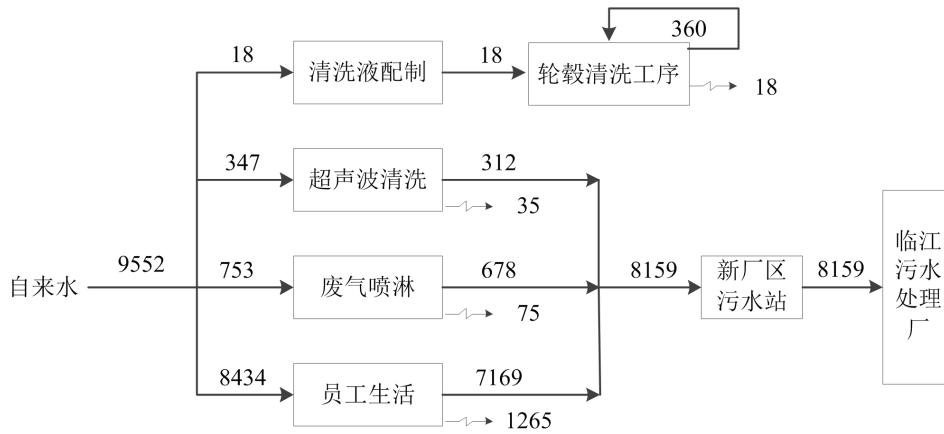 360
18
清洗液配制
18
轮毂清洗工序
18
347
超声波清洗
312
35
自来水
9552
753
废气喷淋
678
75
8159
新厂区
污水站
8159
临江
污水
处理
厂
8434
员工生活
7169
1265